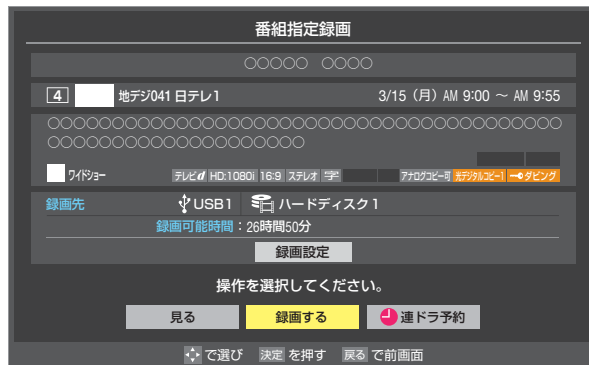 番組指定録画
○○○○○ ○○○○
4 地デジ041 日テレ1 3/15（月）AM 9:00 ～ AM 9:55
○○○○○○○○○○○○○○○○○○○○○○○○○○○○○○
○○○○○○○○○○○○○○○
ワイドショー テレビd HD:1080i 16:9 ステレオ 字 アナログコピー可 光デジタルコピー1 ダビング
録画先 USB1 ハードディスク1
録画可能時間：26時間50分
録画設定
操作を選択してください。
見る 録画する 連ドラ予約
で選び 決定 を押す 戻る で前画面